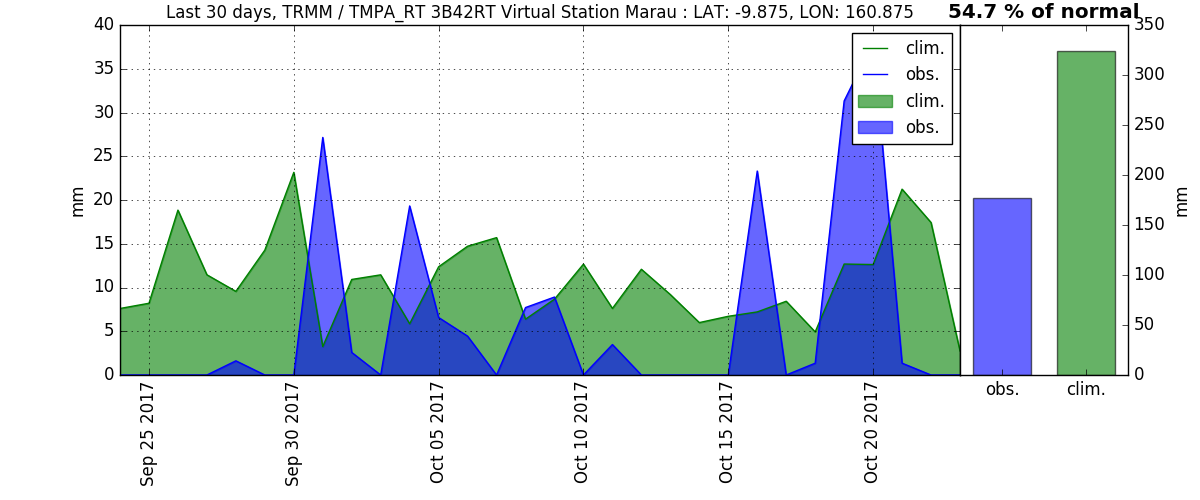 Last 30 days, TRMM / TMPA_RT 3B42RT Virtual Station Marau : LAT: -9.875, LON: 160.875
54.7 % of normal
40
35
30
25
20
15
10
5
0
mm
clim.
obs.
clim.
obs.
350
300
250
200
150
100
50
0
mm
Sep 25 2017
Sep 30 2017
Oct 05 2017
Oct 10 2017
Oct 15 2017
Oct 20 2017
obs.
clim.